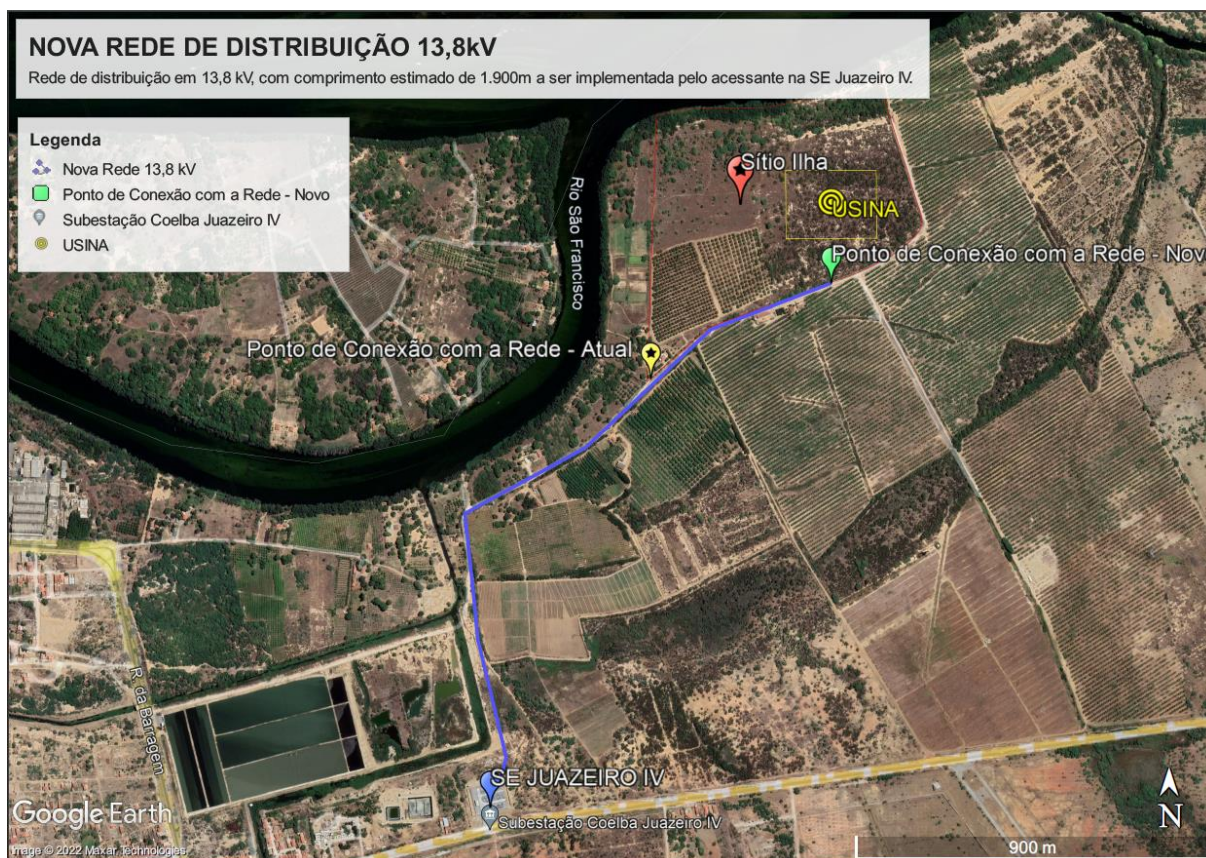 NOVA REDE DE DISTRIBUIÇÃO 13,8kV
Rede de distribuição em 13,8 kV, com comprimento estimado de 1.900m a ser implementada pelo acessante na SE Juazeiro IV.
Legenda
Nova Rede 13,8 kV
Ponto de Conexão com a Rede - Novo
Subestação Coelba Juazeiro IV
USINA
Sítio Ilha
USINA
Rio São Francisco
Ponto de Conexão com a Rede - Nov
Ponto de Conexão com a Rede - Atual
R. da Barragem
SE JUAZEIRO IV
Subestação Coelba Juazeiro IV
Google Earth
N
900 m
Image © 2022 Maxar Technologies